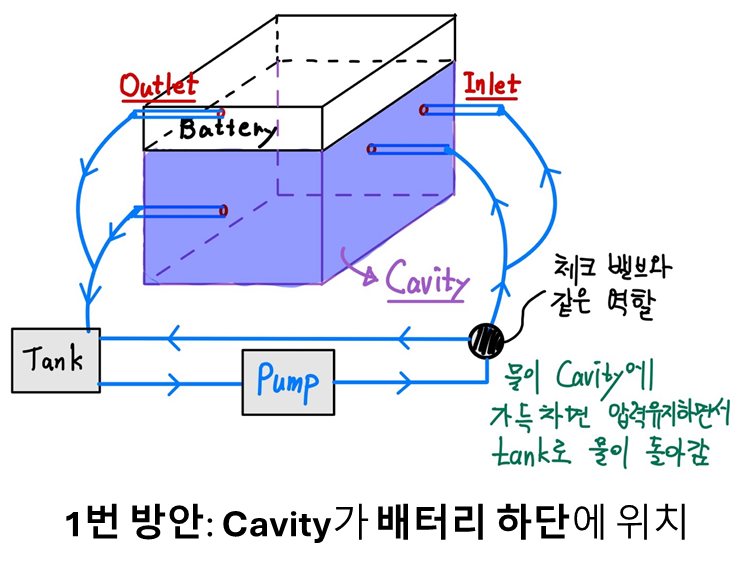 Outlet
Inlet
Battery
Cavity
체크 밸브와
같은 역할
Tank
Pump
물이 Cavity에
가득차면 압력유지하면서
tank로 물이 돌아감
1번 방안: Cavity가 배터리 하단에 위치